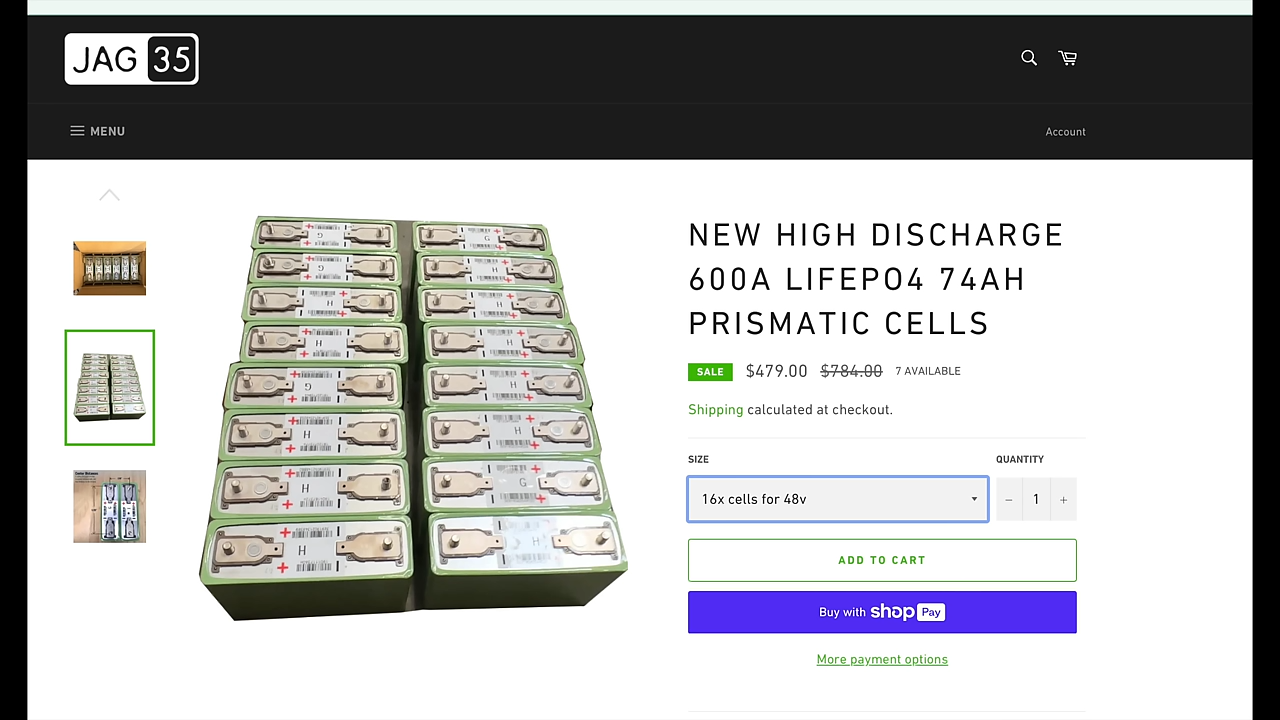 JAG 35
MENU
Account
NEW HIGH DISCHARGE
600A LIFEPO4 74AH
PRISMATIC CELLS
SALE $479.00 $784.00 7 AVAILABLE
Shipping calculated at checkout.
SIZE QUANTITY
16x cells for 48v − 1 +
ADD TO CART
Buy with shop Pay
More payment options
G
H
G
H
H
H
H
H
G
H
H
H
H
G
H
H